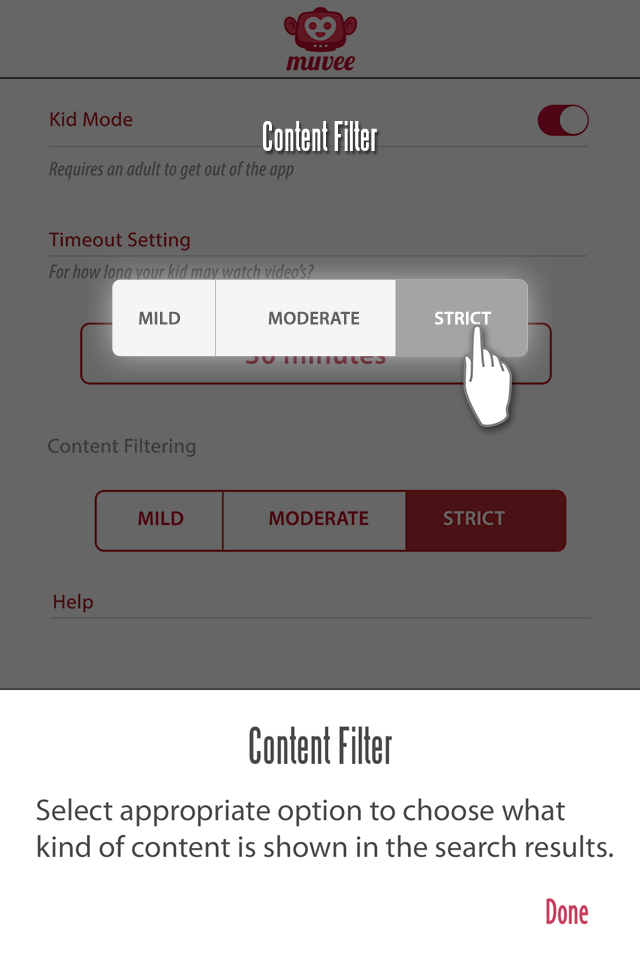 muvee
Kid Mode
Content Filter
Requires an adult to get out of the app
Timeout Setting
For how long your kid may watch video's?
MILD MODERATE STRICT
30 minutes
Content Filtering
MILD MODERATE STRICT
Help
Content Filter
Select appropriate option to choose what
kind of content is shown in the search results.
Done